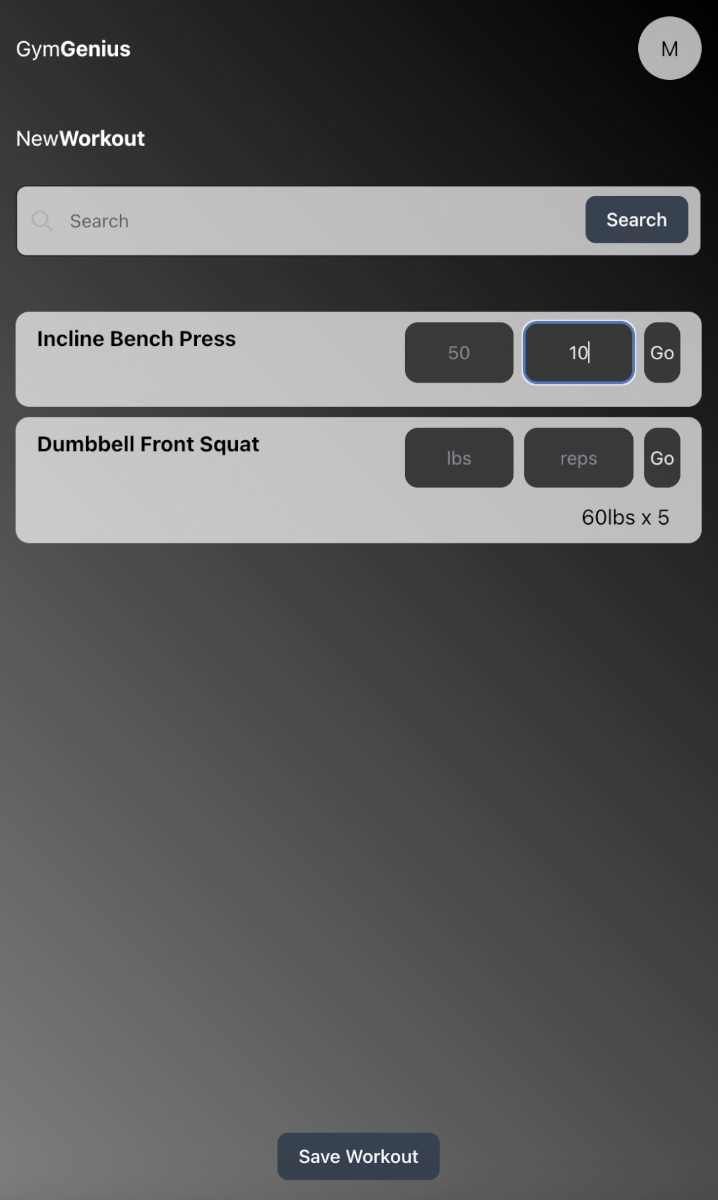 GymGenius
M
NewWorkout
Search
Search
Incline Bench Press
50
10
Go
Dumbbell Front Squat
lbs
reps
Go
60lbs x 5
Save Workout